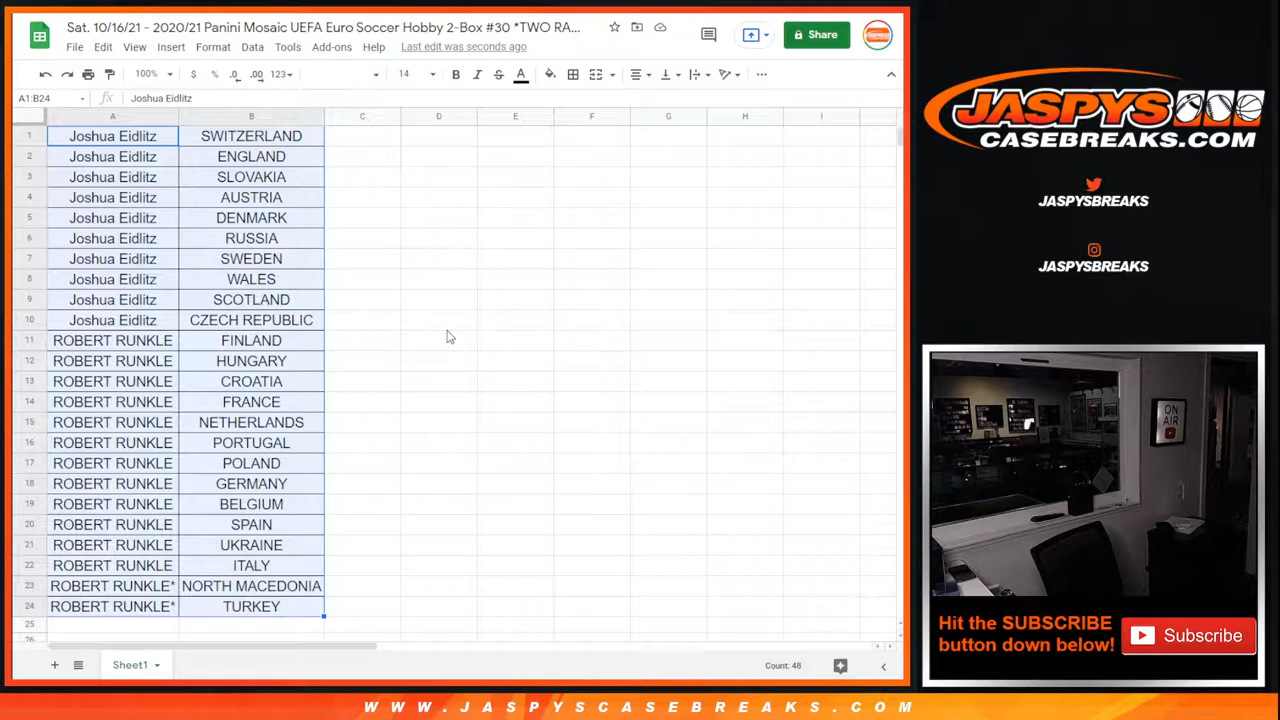 Sat. 10/16/21 - 2020/21 Panini Mosaic UEFA Euro Soccer Hobby 2-Box #30 *TWO RA...
File Edit View Insert Format Data Tools Add-ons Help Last edit was seconds ago
Share
100% $ % .0 .00 123 14 B I S A
A1:B24 fx Joshua Eidlitz
A B C D E F G H I
1 Joshua Eidlitz SWITZERLAND
2 Joshua Eidlitz ENGLAND
3 Joshua Eidlitz SLOVAKIA
4 Joshua Eidlitz AUSTRIA
5 Joshua Eidlitz DENMARK
6 Joshua Eidlitz RUSSIA
7 Joshua Eidlitz SWEDEN
8 Joshua Eidlitz WALES
9 Joshua Eidlitz SCOTLAND
10 Joshua Eidlitz CZECH REPUBLIC
11 ROBERT RUNKLE FINLAND
12 ROBERT RUNKLE HUNGARY
13 ROBERT RUNKLE CROATIA
14 ROBERT RUNKLE FRANCE
15 ROBERT RUNKLE NETHERLANDS
16 ROBERT RUNKLE PORTUGAL
17 ROBERT RUNKLE POLAND
18 ROBERT RUNKLE GERMANY
19 ROBERT RUNKLE BELGIUM
20 ROBERT RUNKLE SPAIN
21 ROBERT RUNKLE UKRAINE
22 ROBERT RUNKLE ITALY
23 ROBERT RUNKLE* NORTH MACEDONIA
24 ROBERT RUNKLE* TURKEY
25
26
Sheet1
Count: 48
JASPYS
CASEBREAKS.COM
JASPYSBREAKS
JASPYSBREAKS
ON
AIR
Hit the SUBSCRIBE
button down below!
Subscribe
WWW.JASPYSCASEBREAKS.COM